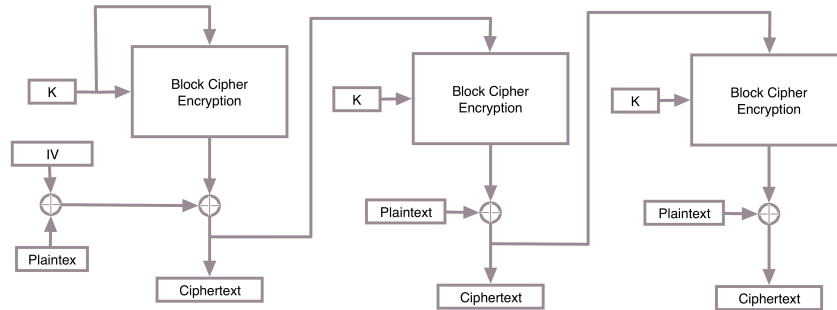 Block Cipher
Encryption
K
IV
Plaintex
Ciphertext
Block Cipher
Encryption
K
Plaintext
Ciphertext
Block Cipher
Encryption
K
Plaintext
Ciphertext